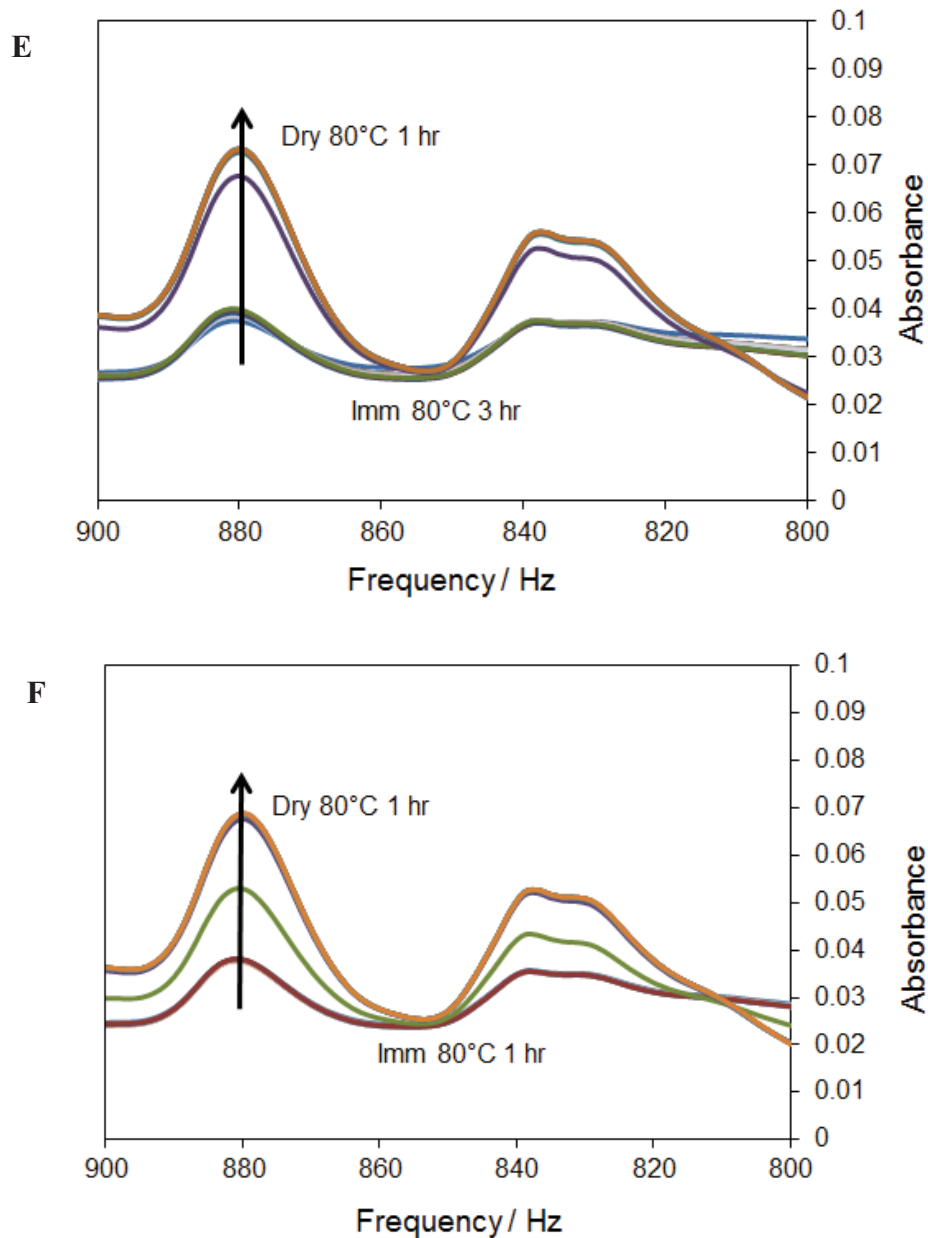 E
0.1
0.09
0.08
Dry 80°C 1 hr
0.07
0.06
0.05
0.04
0.03
Imm 80°C 3 hr
0.02
0.01
0
Absorbance
900 880 860 840 820 800
Frequency / Hz
F
0.1
0.09
0.08
Dry 80°C 1 hr
0.07
0.06
0.05
0.04
0.03
Imm 80°C 1 hr
0.02
0.01
0
Absorbance
900 880 860 840 820 800
Frequency / Hz